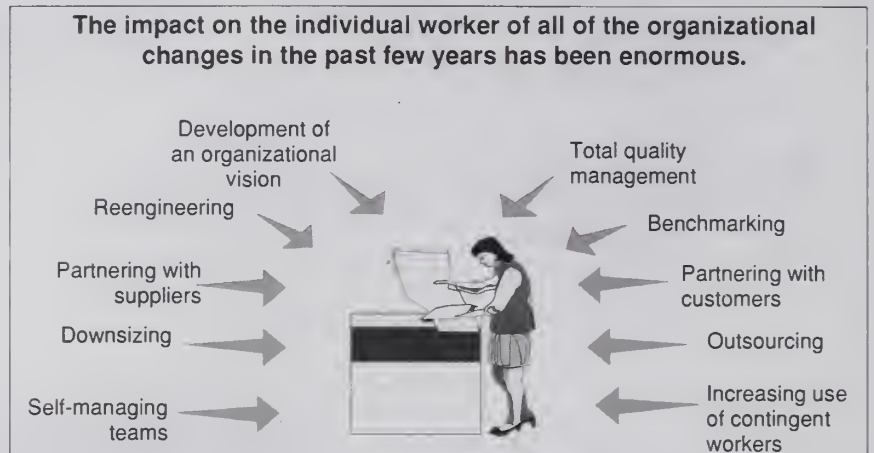 The impact on the individual worker of all of the organizational
changes in the past few years has been enormous.
Development of
an organizational
vision
Total quality
management
Reengineering
Benchmarking
Partnering with
suppliers
Partnering with
customers
Downsizing
Outsourcing
Self-managing
teams
Increasing use
of contingent
workers